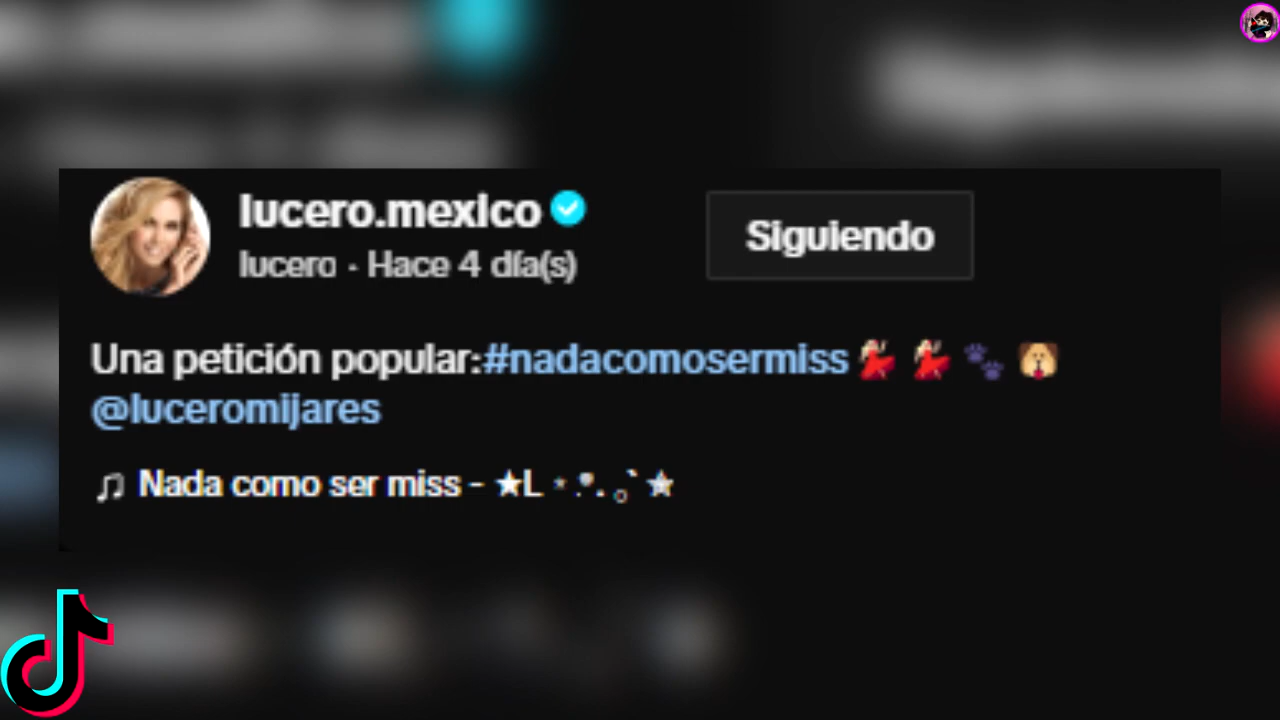 lucero.mexico
lucero · Hace 4 día(s)
Siguiendo
Una petición popular:#nadacomosermiss💃 💃 🐾 🐶
@luceromijares
♫ Nada como ser miss - ★L